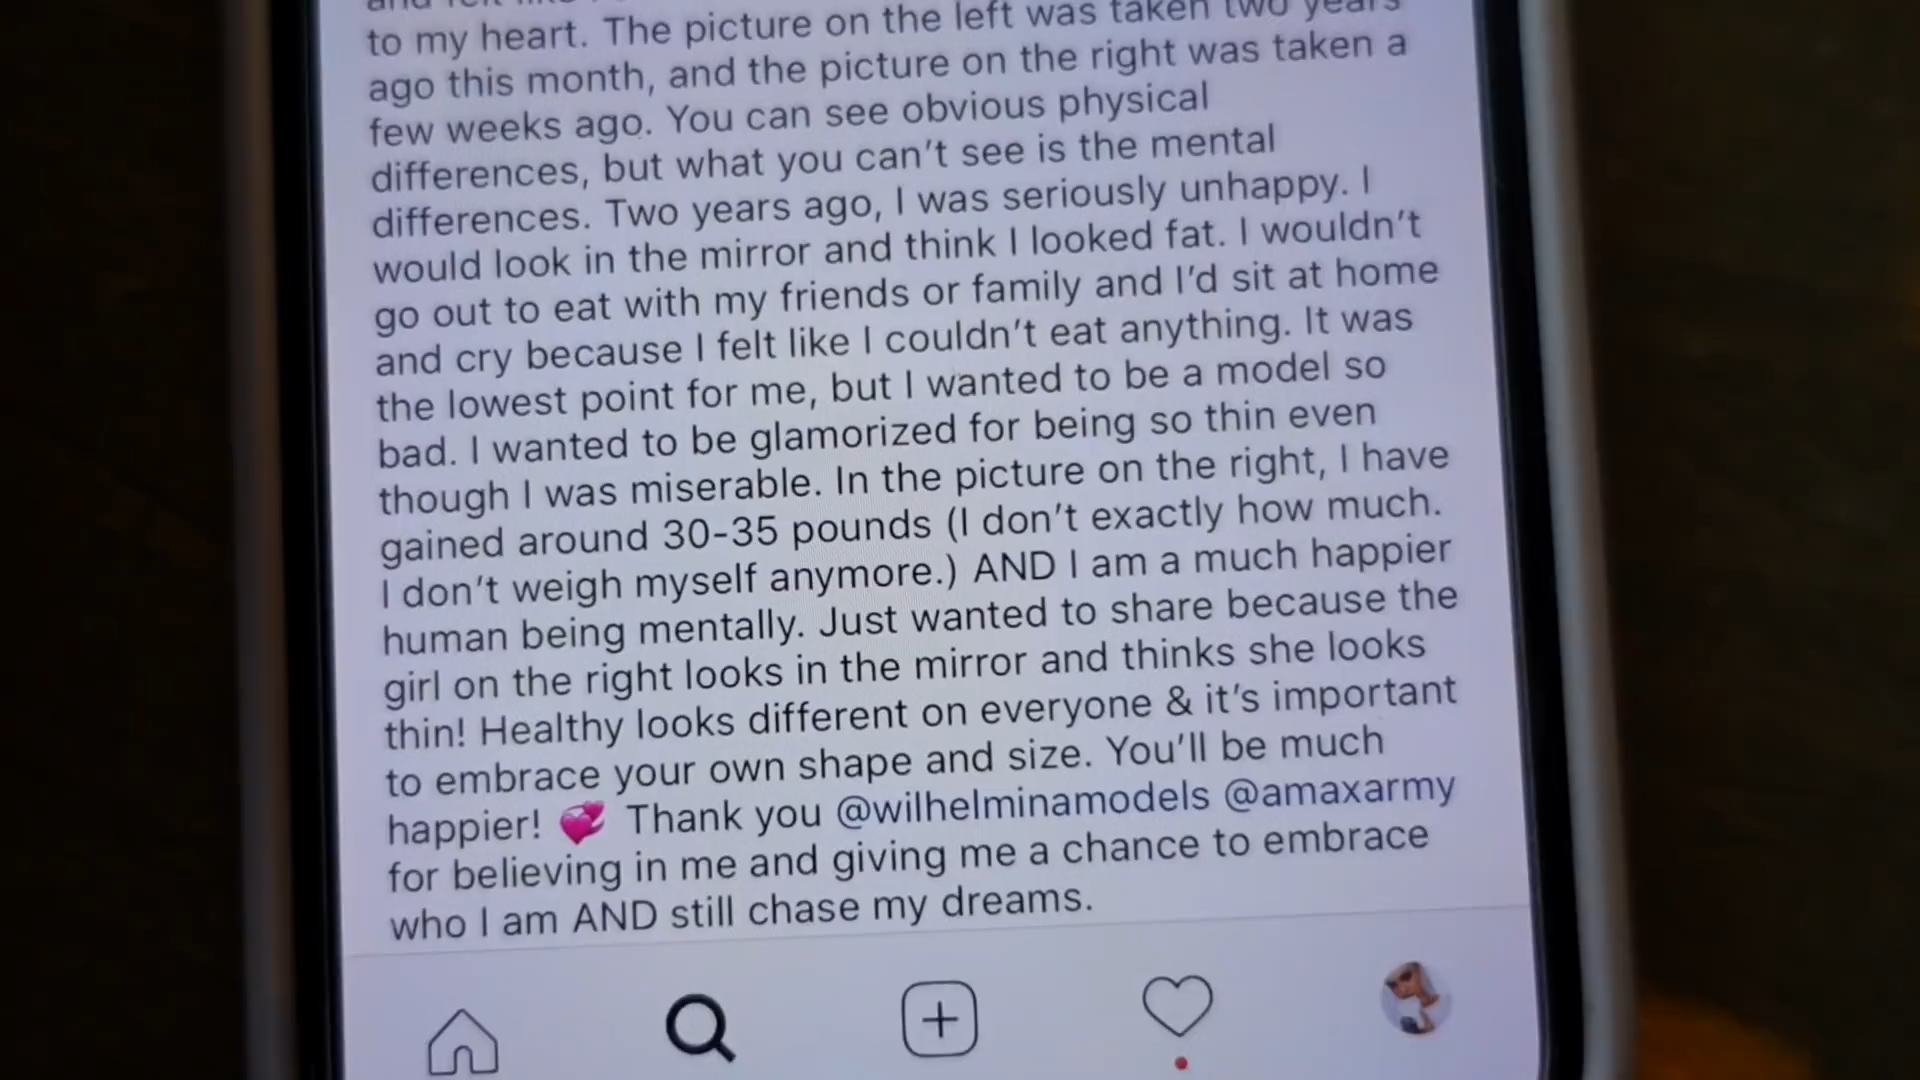 and felt like
to my heart. The picture on the left was taken two years
ago this month, and the picture on the right was taken a
few weeks ago. You can see obvious physical
differences, but what you can't see is the mental
differences. Two years ago, I was seriously unhappy. I
would look in the mirror and think I looked fat. I wouldn't
go out to eat with my friends or family and I'd sit at home
and cry because I felt like I couldn't eat anything. It was
the lowest point for me, but I wanted to be a model so
bad. I wanted to be glamorized for being so thin even
though I was miserable. In the picture on the right, I have
gained around 30-35 pounds (I don't exactly how much.
I don't weigh myself anymore.) AND I am a much happier
human being mentally. Just wanted to share because the
girl on the right looks in the mirror and thinks she looks
thin! Healthy looks different on everyone & it's important
to embrace your own shape and size. You'll be much
happier! 💞 Thank you @wilhelminamodels @amaxarmy
for believing in me and giving me a chance to embrace
who I am AND still chase my dreams.